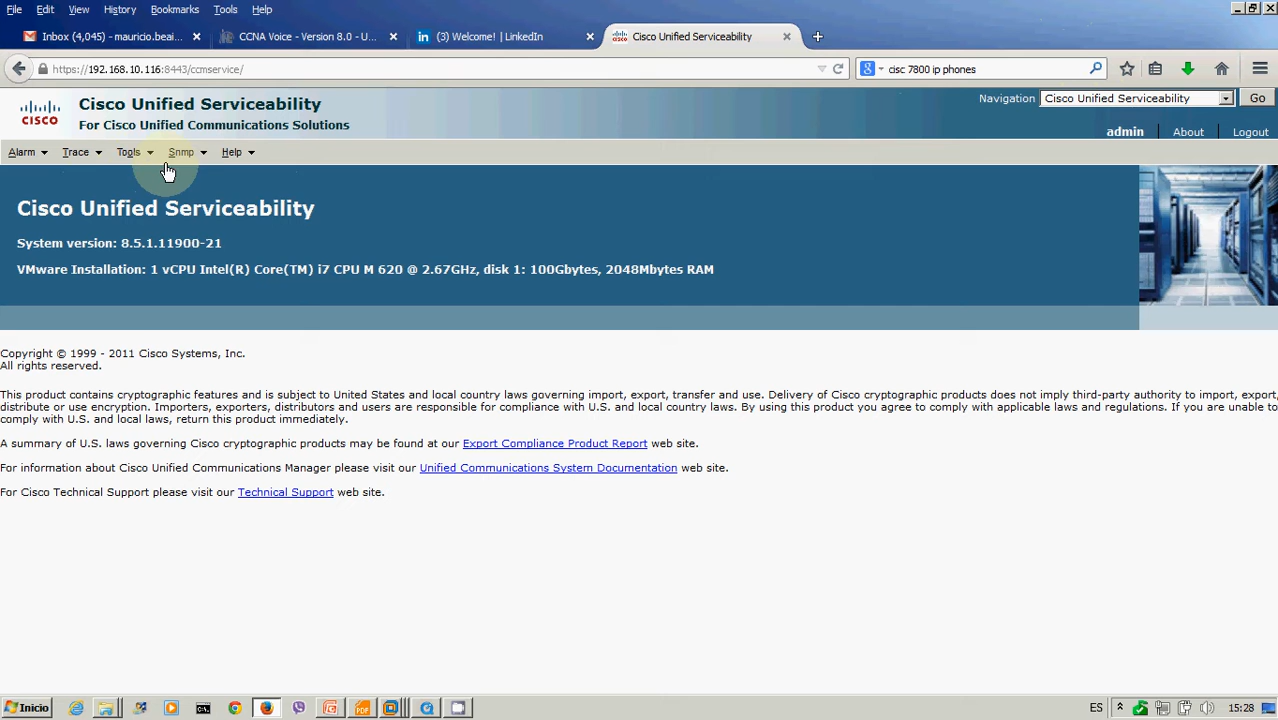 File Edit View History Bookmarks Tools Help
Inbox (4,045) - mauricio.beai... × CCNA Voice - Version 8.0 - U... × (3) Welcome! | LinkedIn × Cisco Unified Serviceability ×
https://192.168.10.116:8443/ccmservice/ cisc 7800 ip phones
Cisco Unified Serviceability
For Cisco Unified Communications Solutions
CISCO
Navigation Cisco Unified Serviceability Go
admin About Logout
Alarm Trace Tools Snmp Help
Cisco Unified Serviceability
System version: 8.5.1.11900-21
VMware Installation: 1 vCPU Intel(R) Core(TM) i7 CPU M 620 @ 2.67GHz, disk 1: 100Gbytes, 2048Mbytes RAM
Copyright © 1999 - 2011 Cisco Systems, Inc.
All rights reserved.
This product contains cryptographic features and is subject to United States and local country laws governing import, export, transfer and use. Delivery of Cisco cryptographic products does not imply third-party authority to import, export,
distribute or use encryption. Importers, exporters, distributors and users are responsible for compliance with U.S. and local country laws. By using this product you agree to comply with applicable laws and regulations. If you are unable to
comply with U.S. and local laws, return this product immediately.
A summary of U.S. laws governing Cisco cryptographic products may be found at our Export Compliance Product Report web site.
For information about Cisco Unified Communications Manager please visit our Unified Communications System Documentation web site.
For Cisco Technical Support please visit our Technical Support web site.
Inicio ES 15:28